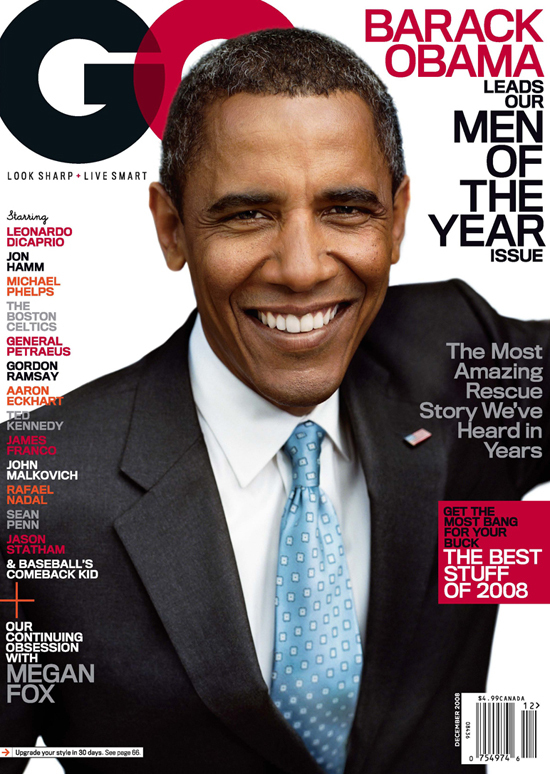 GQ
LOOK SHARP + LIVE SMART
BARACK
OBAMA
LEADS
OUR
MEN
OF
THE
YEAR
ISSUE
Starring
LEONARDO
DICAPRIO
JON
HAMM
MICHAEL
PHELPS
THE
BOSTON
CELTICS
GENERAL
PETRAEUS
GORDON
RAMSAY
AARON
ECKHART
TED
KENNEDY
JAMES
FRANCO
JOHN
MALKOVICH
RAFAEL
NADAL
SEAN
PENN
JASON
STATHAM
& BASEBALL'S
COMEBACK KID
+
OUR
CONTINUING
OBSESSION
WITH
MEGAN
FOX
The Most
Amazing
Rescue
Story We've
Heard in
Years
GET THE
MOST BANG
FOR YOUR
BUCK
THE BEST
STUFF
OF 2008
→ Upgrade your style in 30 days. See page 66.
DECEMBER 2008
$4.99CANADA
12>
08436
0 754974 6